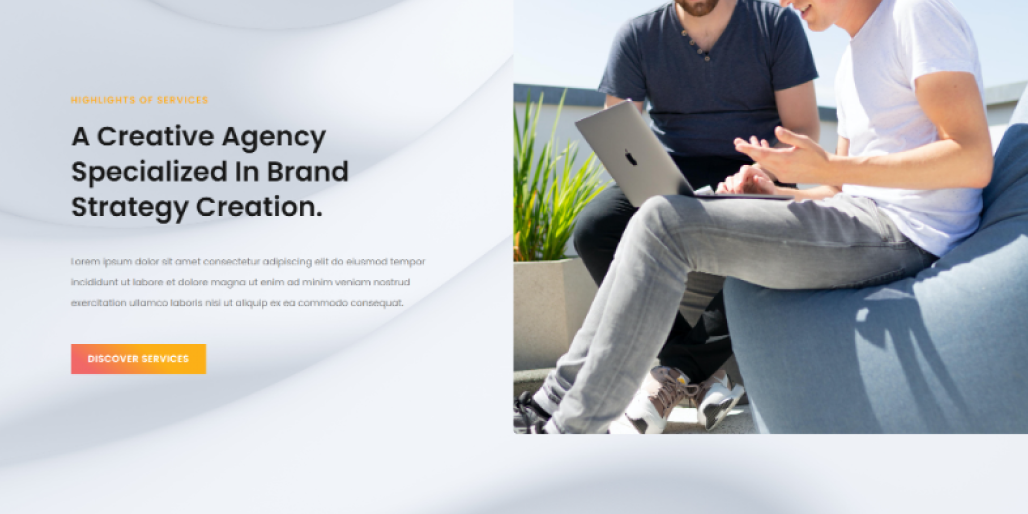 HIGHLIGHTS OF SERVICES
A Creative Agency
Specialized In Brand
Strategy Creation.
Lorem ipsum dolor sit amet consectetur adipiscing elit do eiusmod tempor
incididunt ut labore et dolore magna ut enim ad minim veniam nostrud
exercitation ullamco laboris nisi ut aliquip ex ea commodo consequat.
DISCOVER SERVICES